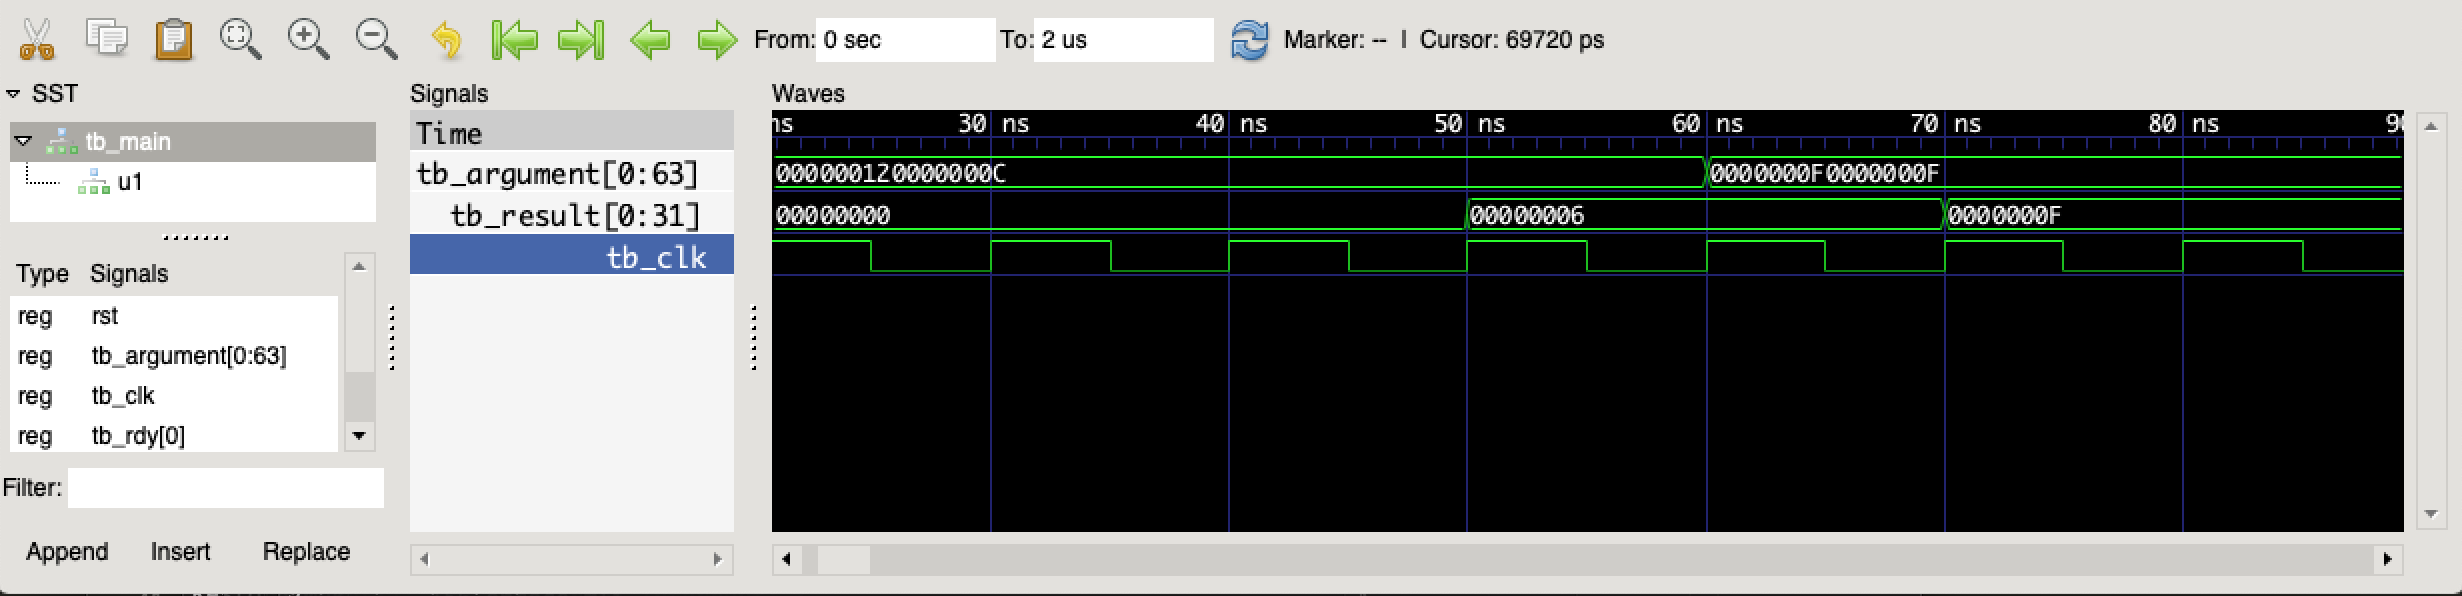 From: 0 sec To: 2 us Marker: -- | Cursor: 69720 ps
SST
tb_main
u1
Type Signals
reg rst
reg tb_argument[0:63]
reg tb_clk
reg tb_rdy[0]
Filter:
Append Insert Replace
Signals
Time
tb_argument[0:63]
tb_result[0:31]
tb_clk
Waves
ns 30 ns 40 ns 50 ns 60 ns 70 ns 80 ns 90
000000120000000C 0000000F0000000F
00000000 00000006 0000000F